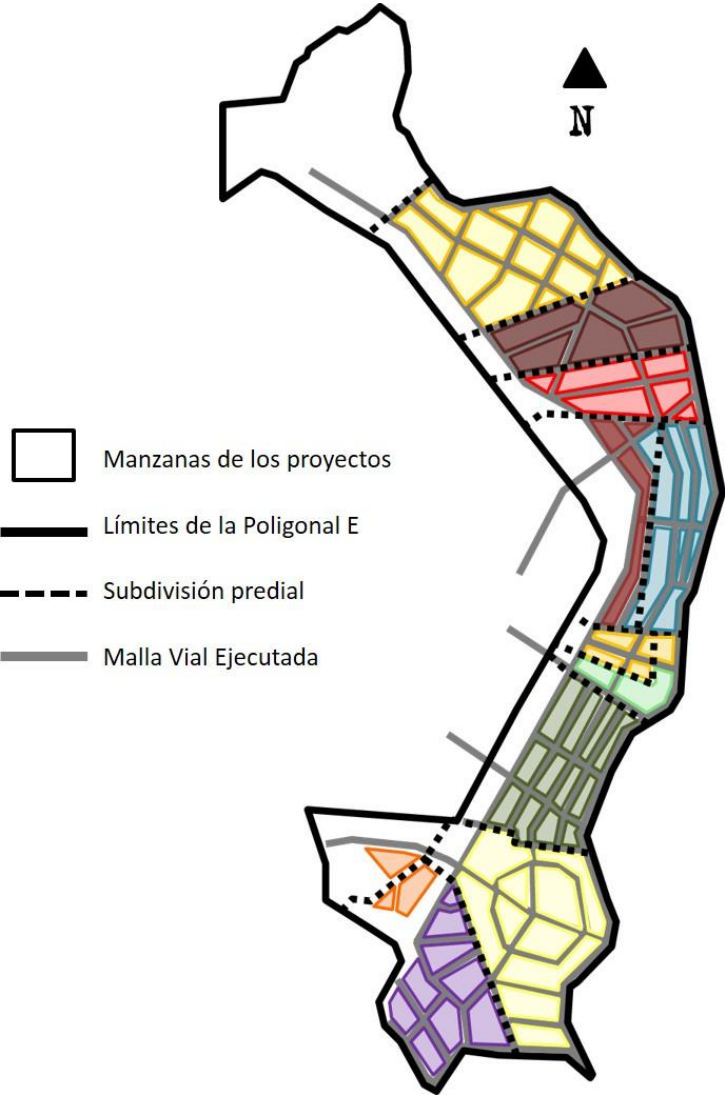 N
Manzanas de los proyectos
Límites de la Poligonal E
Subdivisión predial
Malla Vial Ejecutada